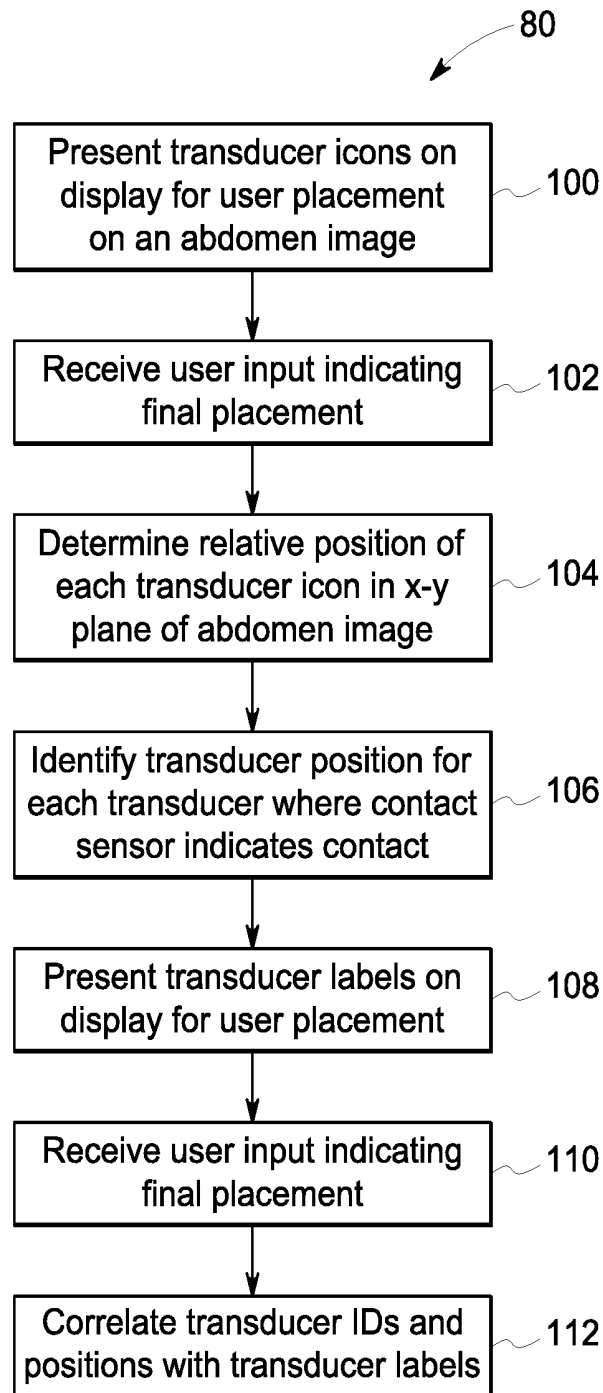 80
Present transducer icons on
display for user placement
on an abdomen image
100
Receive user input indicating
final placement
102
Determine relative position of
each transducer icon in x-y
plane of abdomen image
104
Identify transducer position for
each transducer where contact
sensor indicates contact
106
Present transducer labels on
display for user placement
108
Receive user input indicating
final placement
110
Correlate transducer IDs and
positions with transducer labels
112